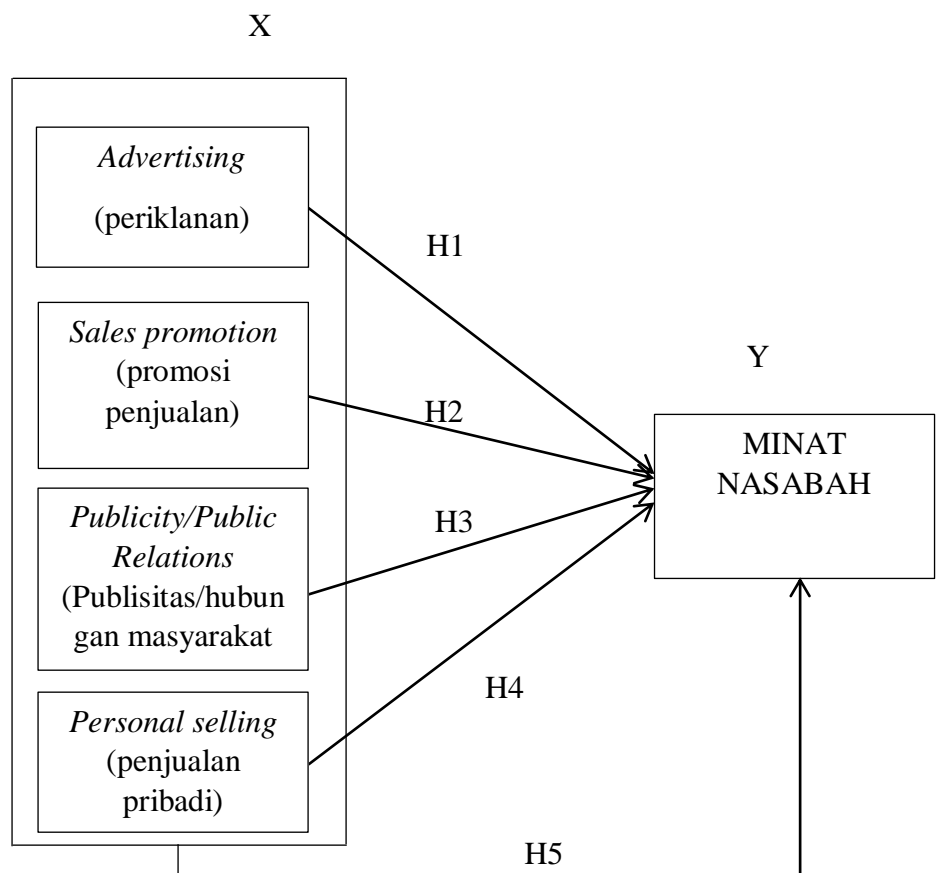 X
Advertising
(periklanan)
H1
Sales promotion
(promosi
penjualan)
H2
Y
MINAT
NASABAH
Publicity/Public
Relations
(Publisitas/hubun
gan masyarakat
H3
Personal selling
(penjualan
pribadi)
H4
H5